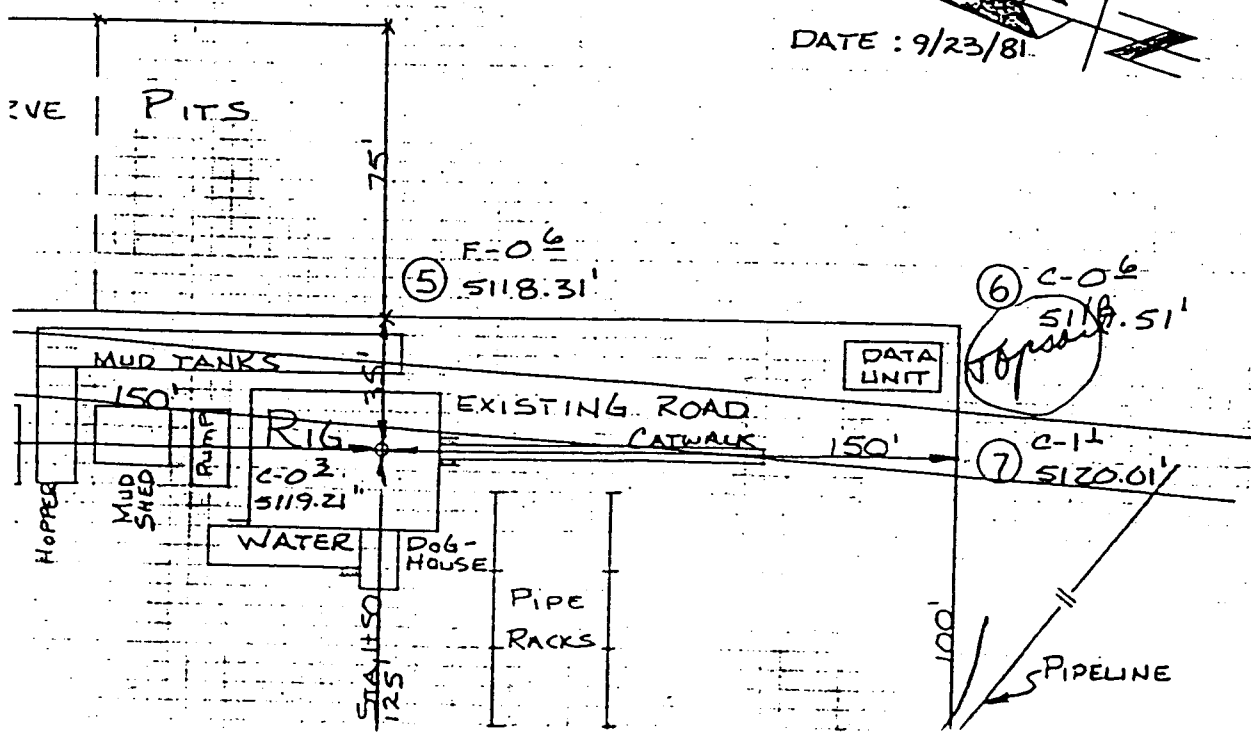 DATE : 9/23/81
PITS
75'
F-0 6
⑤ 5118.31'
⑥ C-0 6
MUD TANKS
35'
DATA
UNIT
Topsoil
150'
EXISTING ROAD
RIG
PUMP
CATWALK
150'
C-0 3
5119.21"
⑦ C-1 1
5120.01'
HOPPER
MUD
SHED
WATER
DOG-
HOUSE
PIPE
RACKS
STA. 1+50
125'
100'
PIPELINE